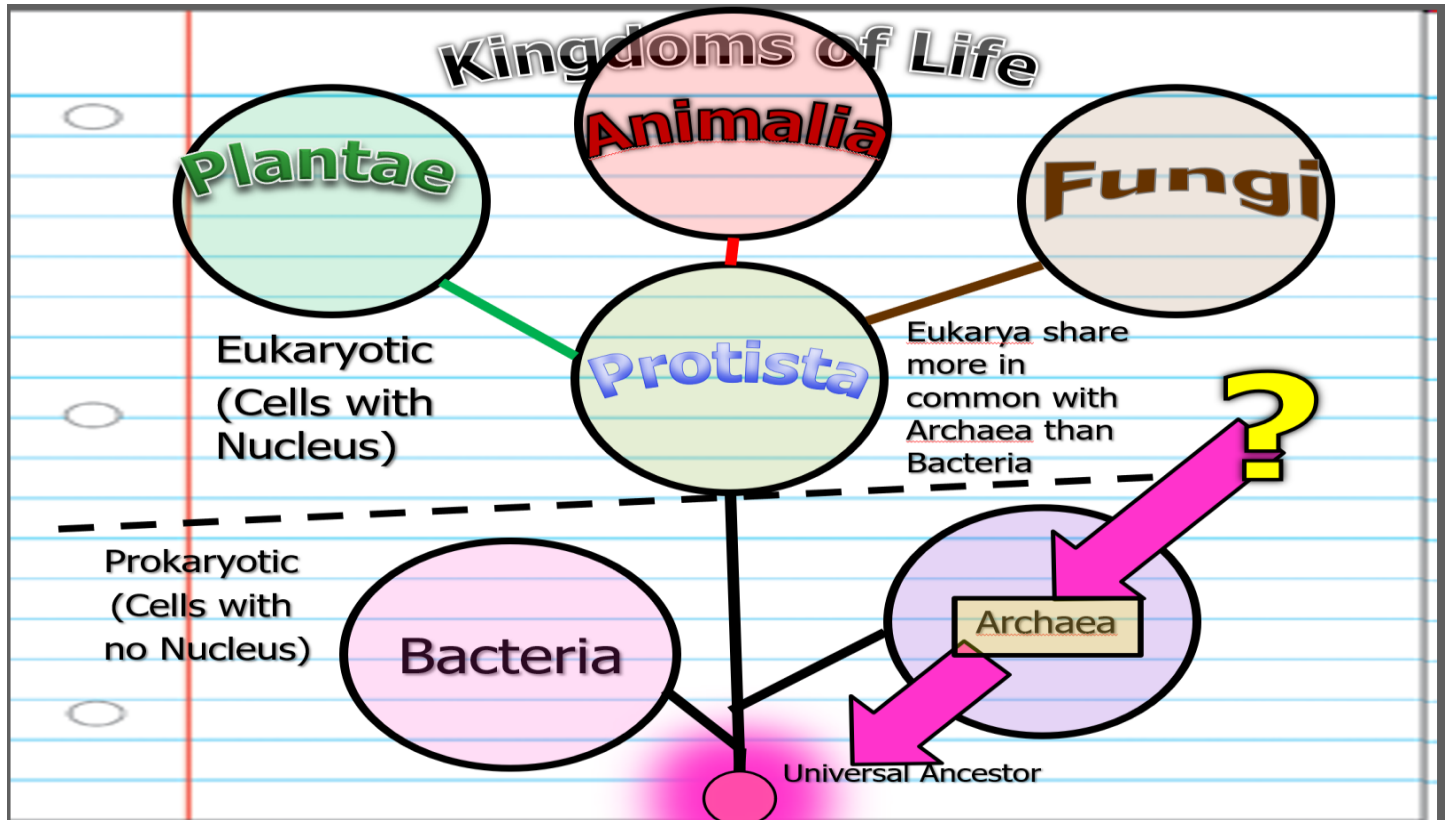 Kingdoms of Life
Animalia
Plantae
Fungi
Protista
Eukaryotic
(Cells with
Nucleus)
Eukarya share
more in
common with
Archaea than
Bacteria
?
Prokaryotic
(Cells with
no Nucleus)
Bacteria
Archaea
Universal Ancestor